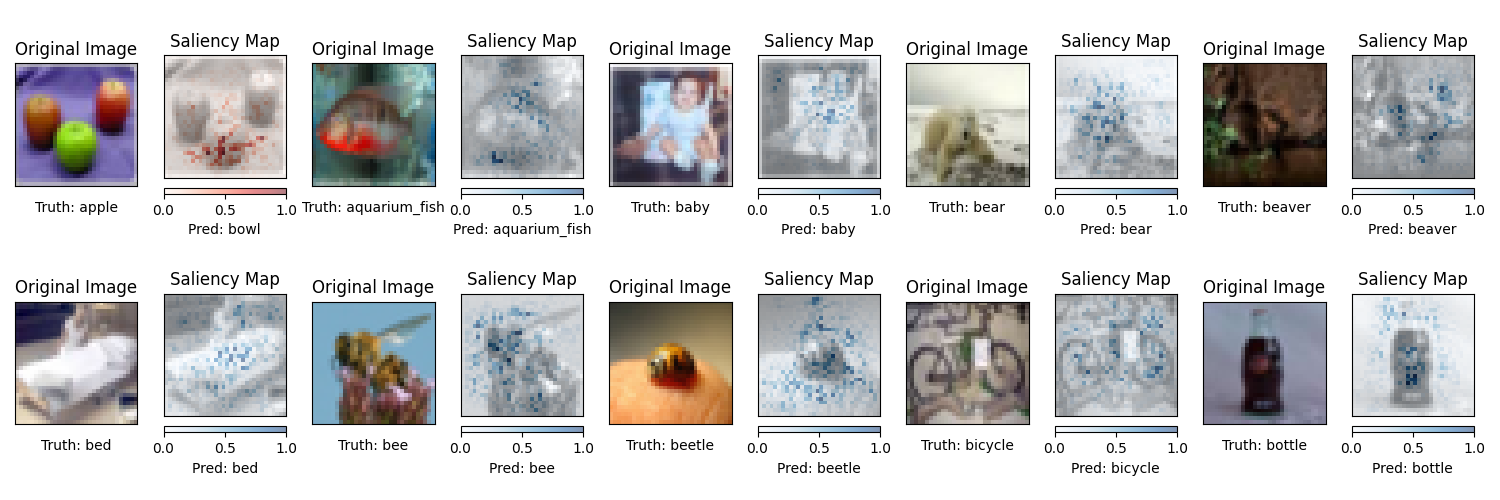 Original Image Saliency Map Original Image Saliency Map Original Image Saliency Map Original Image Saliency Map Original Image Saliency Map
Truth: apple 0.0 0.5 1.0 Truth: aquarium_fish 0.0 0.5 1.0 Truth: baby 0.0 0.5 1.0 Truth: bear 0.0 0.5 1.0 Truth: beaver 0.0 0.5 1.0
Pred: bowl Pred: aquarium_fish Pred: baby Pred: bear Pred: beaver
Original Image Saliency Map Original Image Saliency Map Original Image Saliency Map Original Image Saliency Map Original Image Saliency Map
Truth: bed 0.0 0.5 1.0 Truth: bee 0.0 0.5 1.0 Truth: beetle 0.0 0.5 1.0 Truth: bicycle 0.0 0.5 1.0 Truth: bottle 0.0 0.5 1.0
Pred: bed Pred: bee Pred: beetle Pred: bicycle Pred: bottle